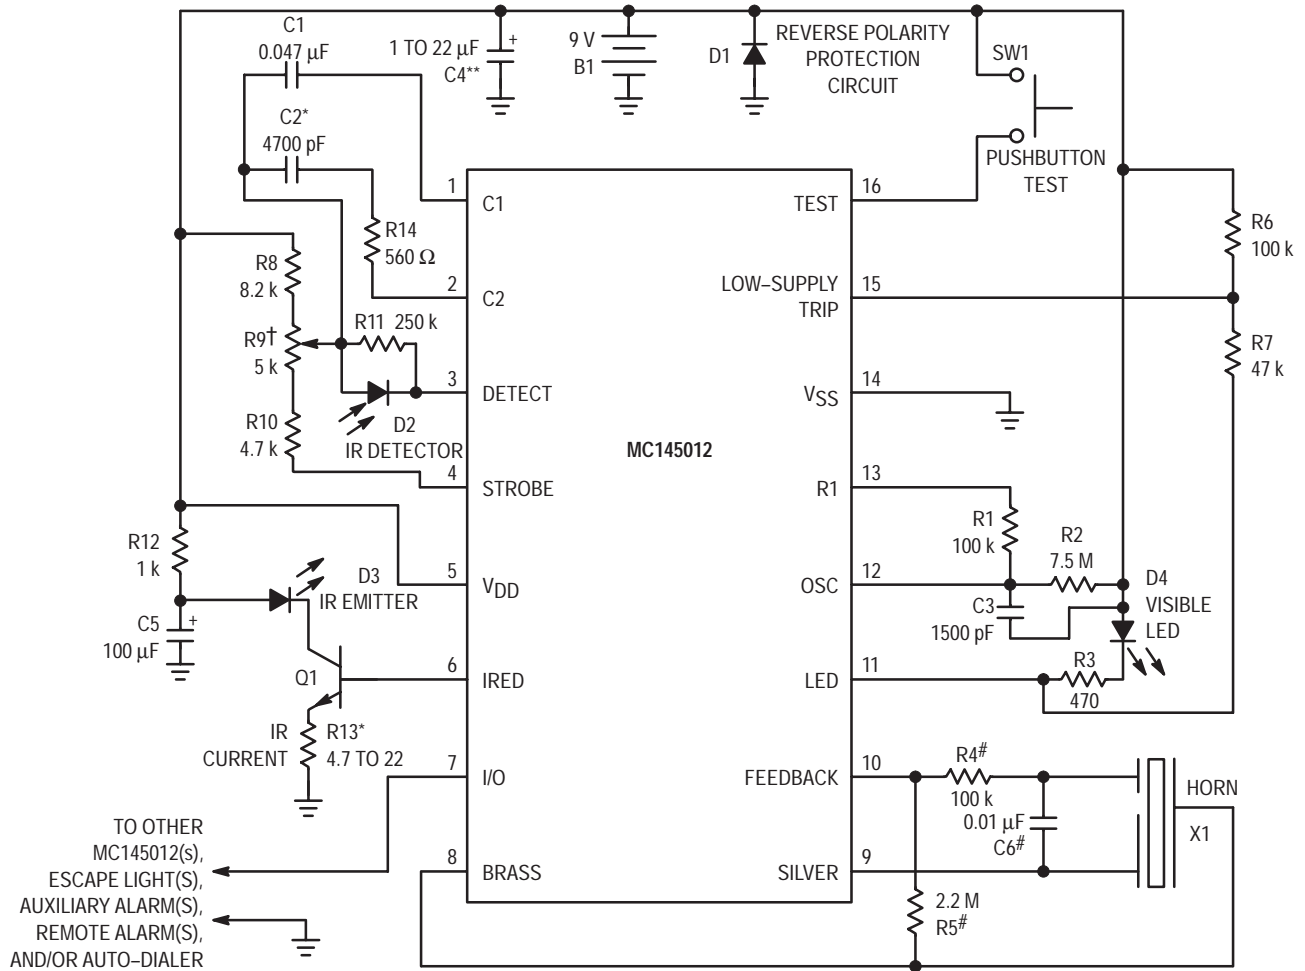 C1
0.047 µF
1 TO 22 µF
+
C4**
9 V
B1
D1
REVERSE POLARITY
PROTECTION
CIRCUIT
SW1
PUSHBUTTON
TEST
C2*
4700 pF
R14
560 Ω
R8
8.2 k
R9†
5 k
R10
4.7 k
R11 250 k
D2
IR DETECTOR
R12
1 k
D3
IR EMITTER
C5
+
100 µF
Q1
IR
CURRENT
R13*
4.7 TO 22
TO OTHER
MC145012(s),
ESCAPE LIGHT(S),
AUXILIARY ALARM(S),
REMOTE ALARM(S),
AND/OR AUTO–DIALER
MC145012
1
C1
2
C2
3
DETECT
4
STROBE
5
VDD
6
IRED
7
I/O
8
BRASS
16
TEST
15
LOW–SUPPLY
TRIP
14
VSS
13
R1
12
OSC
11
LED
10
FEEDBACK
9
SILVER
R6
100 k
R7
47 k
R1
100 k
R2
7.5 M
C3
1500 pF
D4
VISIBLE
LED
R3
470
R4#
100 k
0.01 µF
C6#
2.2 M
R5#
HORN
X1